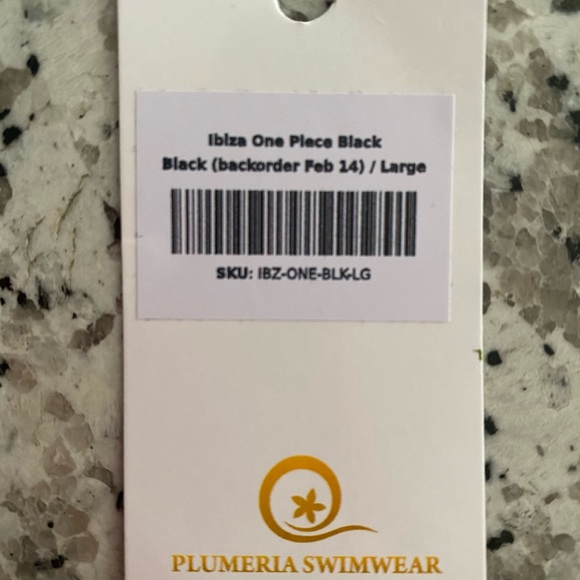 Ibiza One Piece Black
Black (backorder Feb 14) / Large
SKU: IBZ-ONE-BLK-LG
PLUMERIA SWIMWEAR